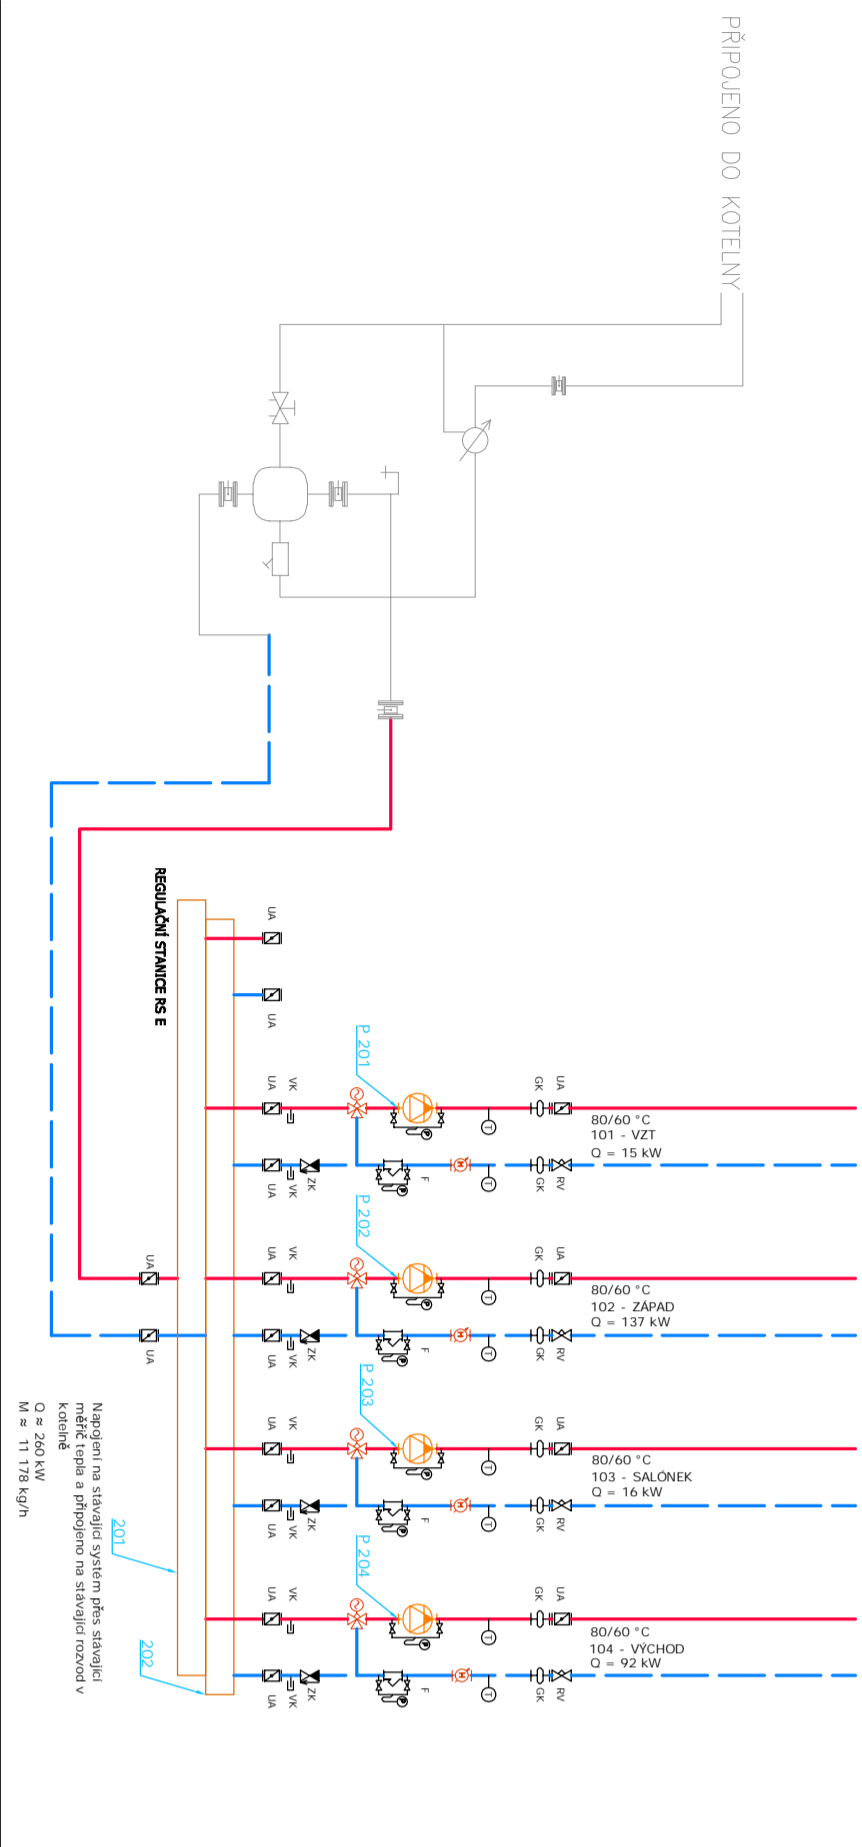 PŘIPOJENO DO KOTELNY
REGULAČNÍ STANICE RS E
UA
UA
P 201
UA
VK
GK
UA
P
T
80/60 °C
101 - VZT
Q = 15 kW
UA
VK
ZK
F
P
M
T
GK
RV
P 202
UA
VK
GK
UA
P
T
80/60 °C
102 - ZÁPAD
Q = 137 kW
UA
VK
ZK
F
P
M
T
GK
RV
UA
UA
P 203
UA
VK
GK
UA
P
T
80/60 °C
103 - SALÓNEK
Q = 16 kW
UA
VK
ZK
F
P
M
T
GK
RV
P 204
UA
VK
GK
UA
P
T
80/60 °C
104 - VÝCHOD
Q = 92 kW
UA
VK
ZK
F
P
M
T
GK
RV
201
202
Napojení na stávající systém přes stávající
měřič tepla a připojeno na stávajíd rozvod v
kotelně
Q ≈ 260 kW
M ≈ 11 178 kg/h